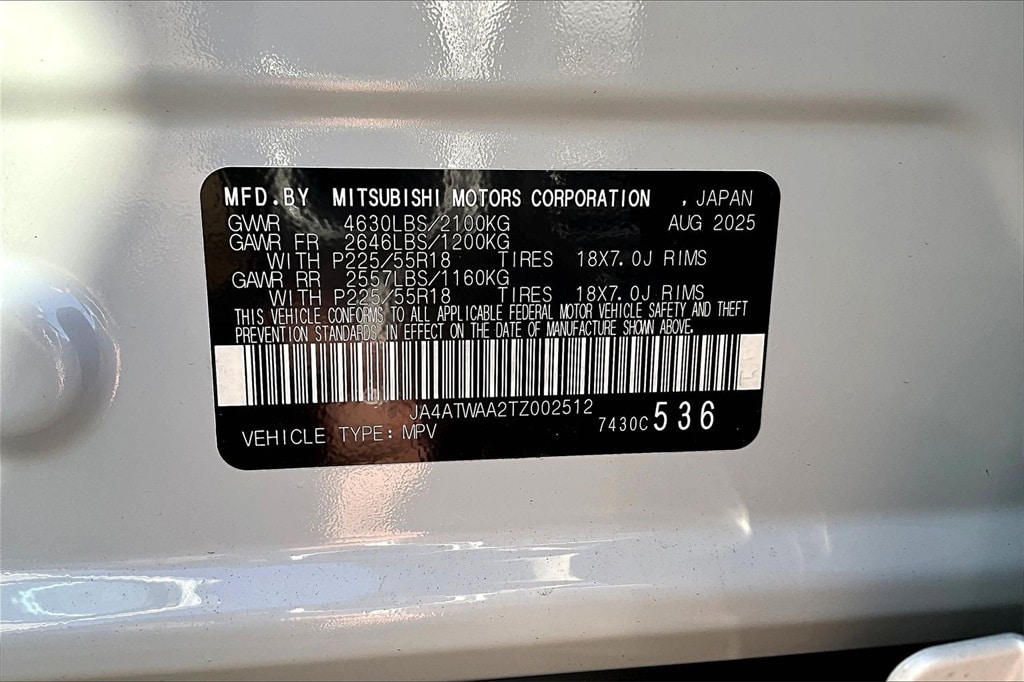 MFD.BY MITSUBISHI MOTORS CORPORATION , JAPAN
GVWR 4630LBS/2100KG AUG 2025
GAWR FR 2646LBS/1200KG
WITH P225/55R18 TIRES 18X7.0J RIMS
GAWR RR 2557LBS/1160KG
WITH P225/55R18 TIRES 18X7.0J RIMS
THIS VEHICLE CONFORMS TO ALL APPLICABLE FEDERAL MOTOR VEHICLE SAFETY AND THEFT
PREVENTION STANDARDS IN EFFECT ON THE DATE OF MANUFACTURE SHOWN ABOVE.
JA4ATWAA2TZ002512
VEHICLE TYPE: MPV 7430C 536